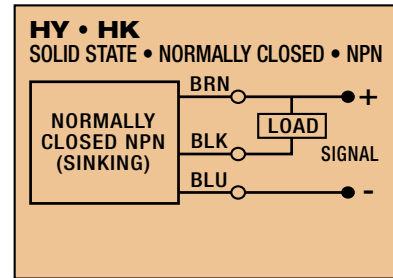 HY • HK
SOLID STATE • NORMALLY CLOSED • NPN
BRN
+
NORMALLY
CLOSED NPN
(SINKING)
LOAD
BLK
SIGNAL
BLU
-